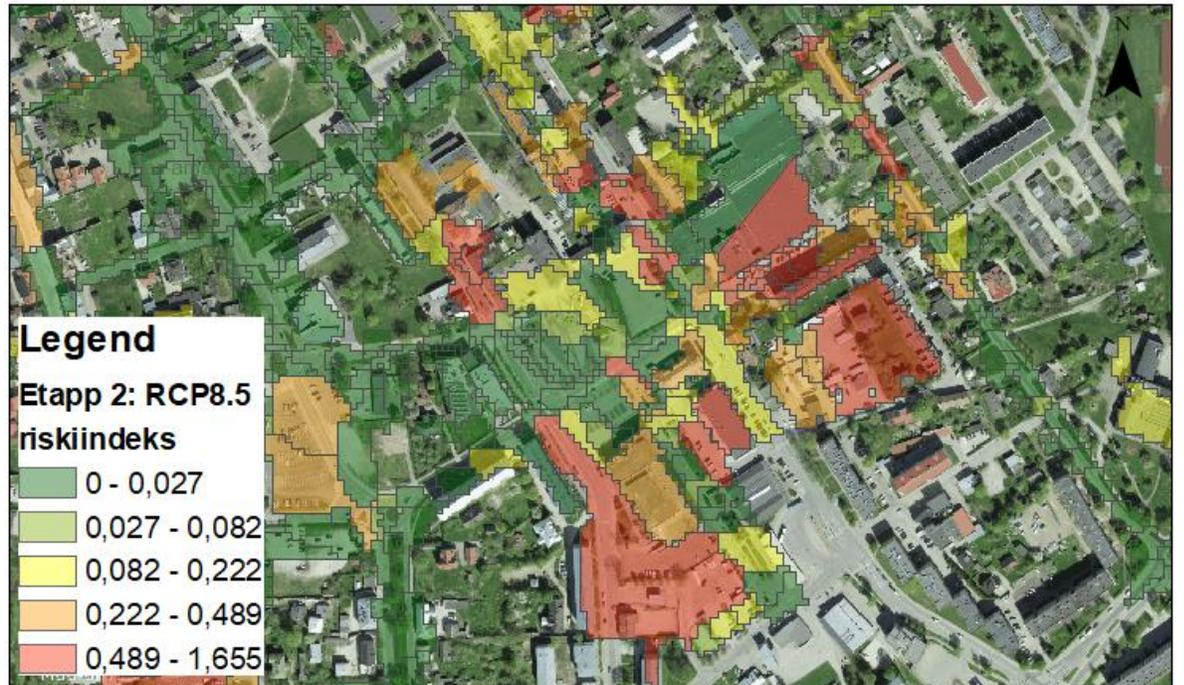 N
Legend
Etapp 2: RCP8.5
riskiindeks
0 - 0,027
0,027 - 0,082
0,082 - 0,222
0,222 - 0,489
0,489 - 1,655